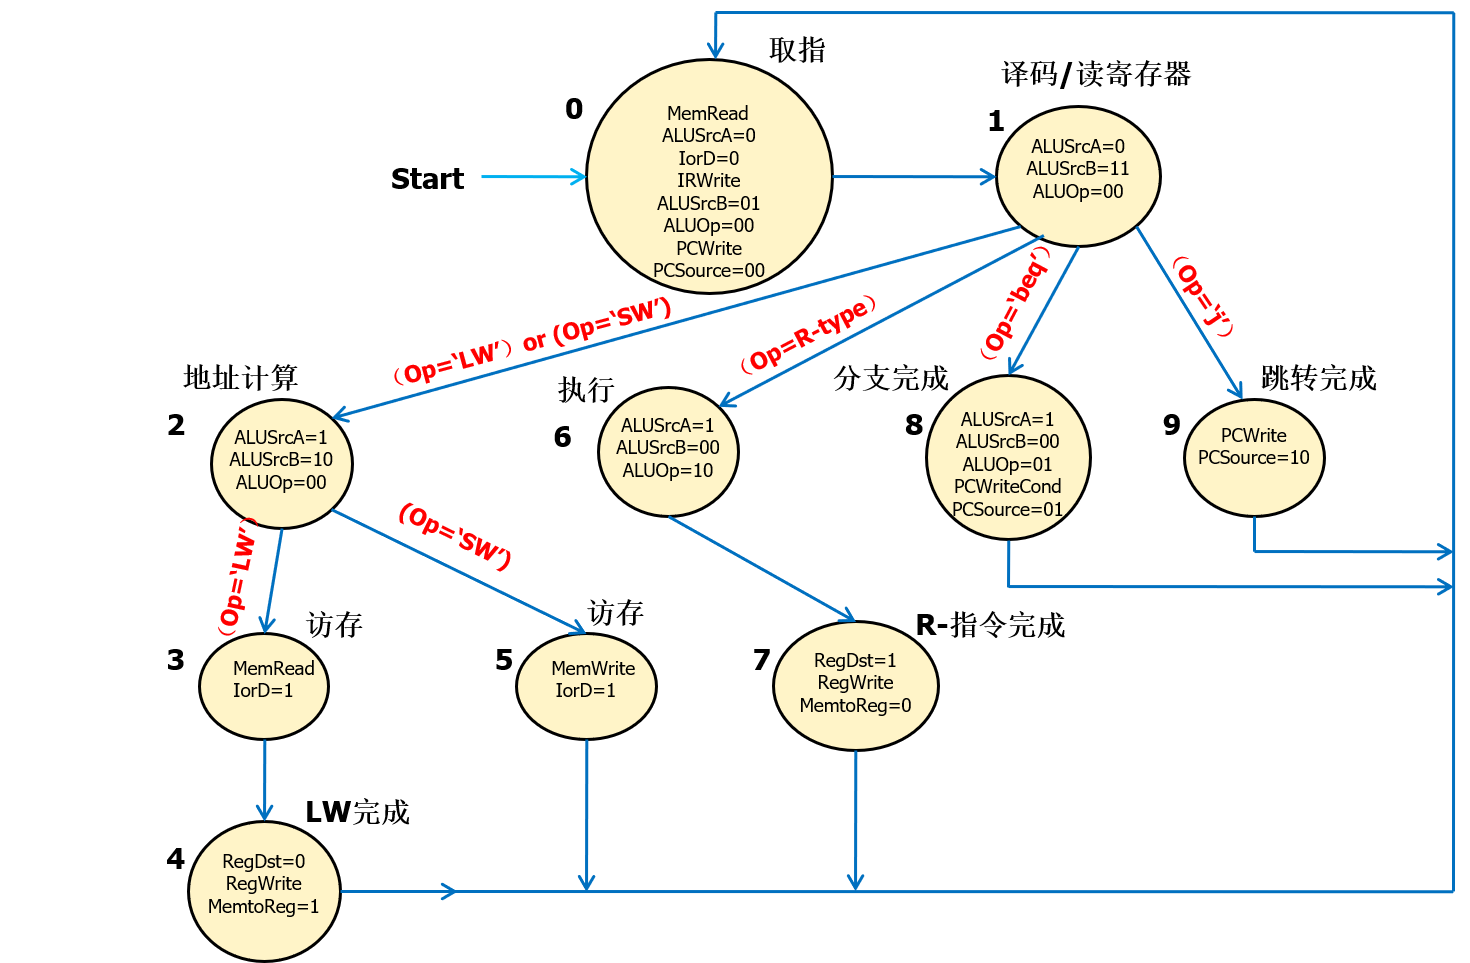 取指
0
MemRead
ALUSrcA=0
IorD=0
IRWrite
ALUSrcB=01
ALUOp=00
PCWrite
PCSource=00
Start
译码/读寄存器
1
ALUSrcA=0
ALUSrcB=11
ALUOp=00
（Op=‘LW’）or (Op=‘SW’)
（Op=R-type）
（Op=‘beq’）
（Op=‘j’）
地址计算
2
ALUSrcA=1
ALUSrcB=10
ALUOp=00
执行
6
ALUSrcA=1
ALUSrcB=00
ALUOp=10
分支完成
8
ALUSrcA=1
ALUSrcB=00
ALUOp=01
PCWriteCond
PCSource=01
跳转完成
9
PCWrite
PCSource=10
（Op=‘LW’）
(Op=‘SW’)
访存
3
MemRead
IorD=1
访存
5
MemWrite
IorD=1
R-指令完成
7
RegDst=1
RegWrite
MemtoReg=0
LW完成
4
RegDst=0
RegWrite
MemtoReg=1